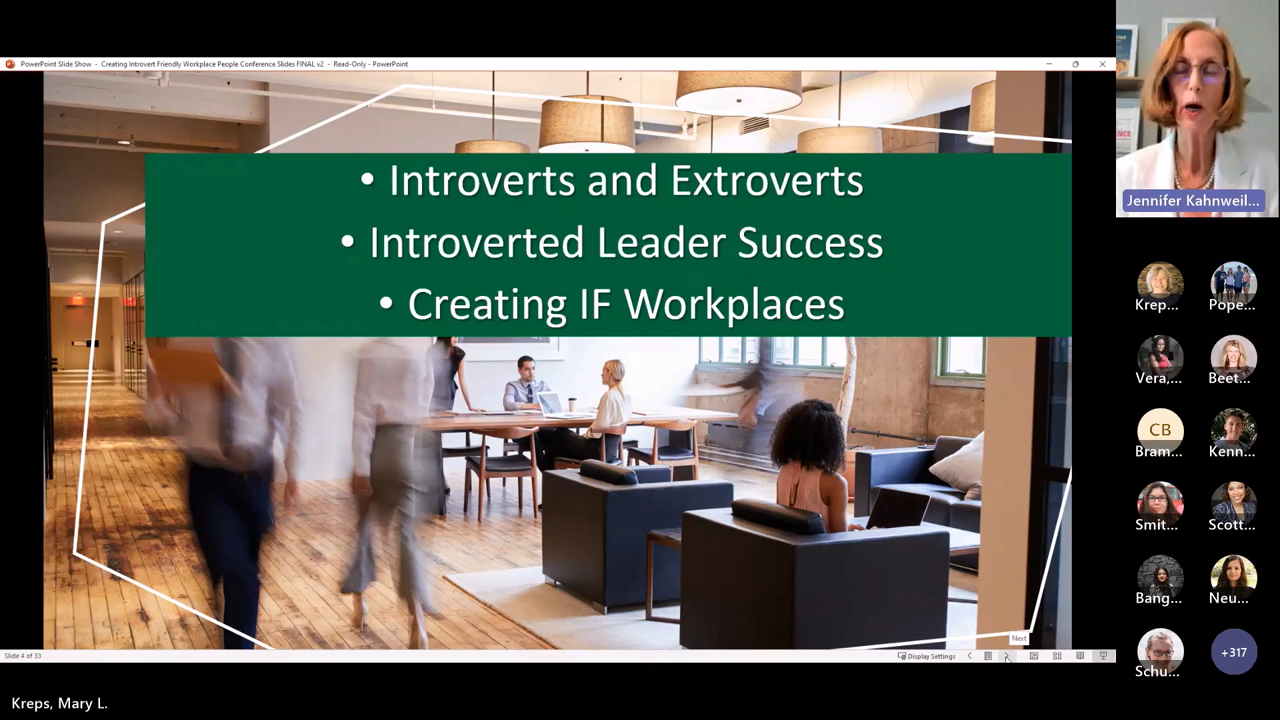 PowerPoint Slide Show - Creating Introvert Friendly Workplace People Conference Slides FINAL v2 - Read-Only - PowerPoint
• Introverts and Extroverts
• Introverted Leader Success
• Creating IF Workplaces
Next
Slide 4 of 33
Display Settings
Jennifer Kahnweil...
Krep...
Pope...
Vera,...
Beet...
CB
Bram...
Kenn...
Smit...
Scott...
Bang...
Neu...
Schu...
+317
Kreps, Mary L.